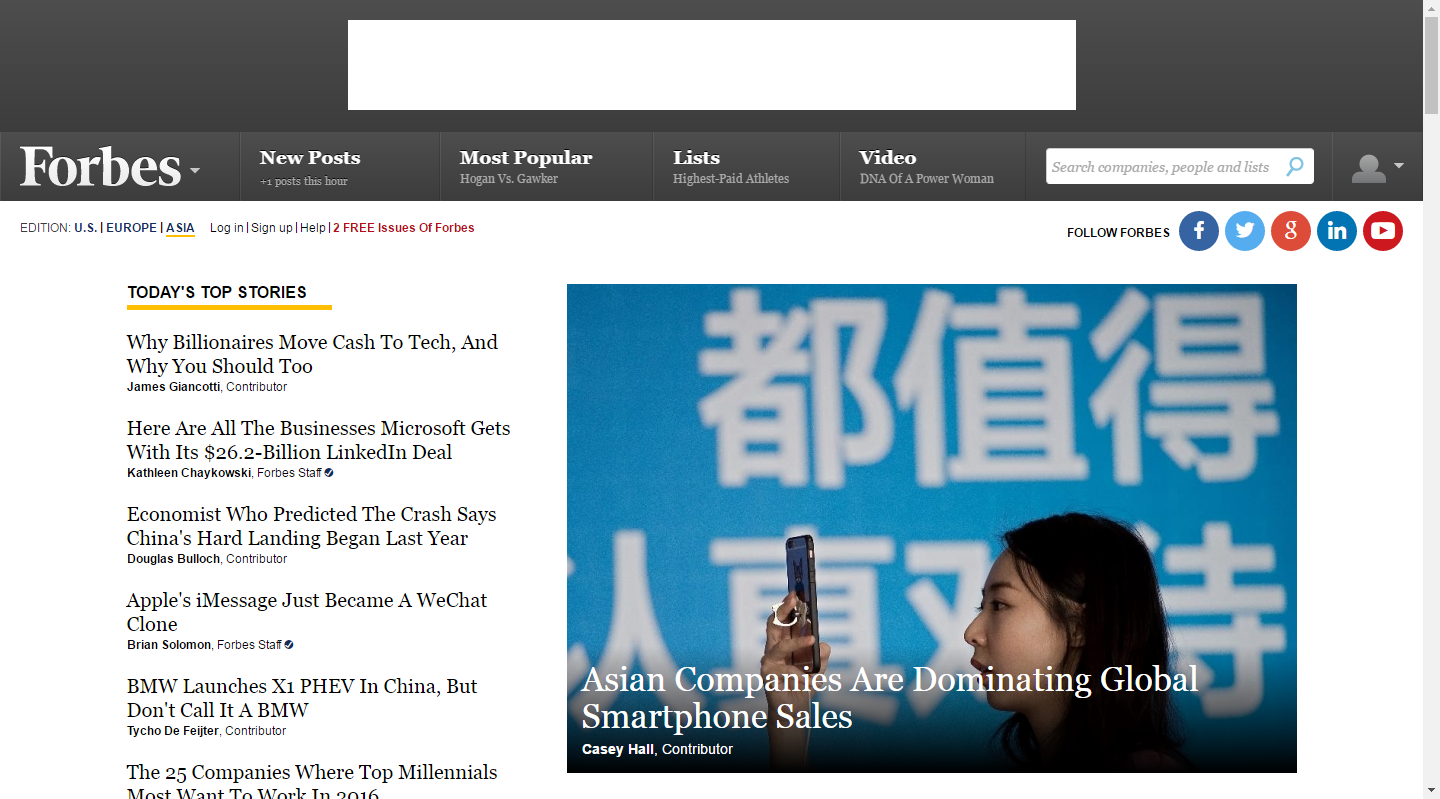 Forbes
New Posts
+1 posts this hour
Most Popular
Hogan Vs. Gawker
Lists
Highest-Paid Athletes
Video
DNA Of A Power Woman
Search companies, people and lists
EDITION: U.S. | EUROPE | ASIA
Log in | Sign up | Help | 2 FREE Issues Of Forbes
FOLLOW FORBES
TODAY'S TOP STORIES
Why Billionaires Move Cash To Tech, And
Why You Should Too
James Giancotti, Contributor
Here Are All The Businesses Microsoft Gets
With Its $26.2-Billion LinkedIn Deal
Kathleen Chaykowski, Forbes Staff
Economist Who Predicted The Crash Says
China's Hard Landing Began Last Year
Douglas Bulloch, Contributor
Apple's iMessage Just Became A WeChat
Clone
Brian Solomon, Forbes Staff
BMW Launches X1 PHEV In China, But
Don't Call It A BMW
Tycho De Feijter, Contributor
The 25 Companies Where Top Millennials
Most Want To Work In 2016
都值得
认真对待
Asian Companies Are Dominating Global
Smartphone Sales
Casey Hall, Contributor